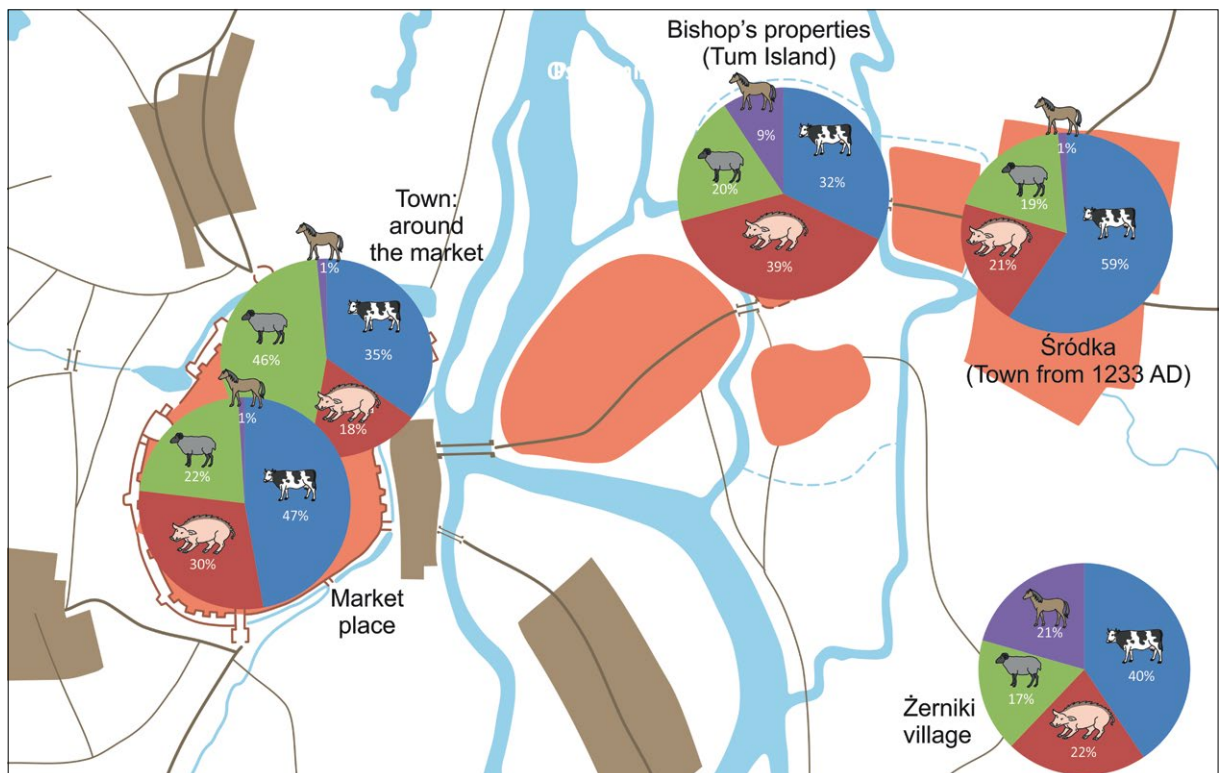 Bishop's properties
(Tum Island)
9%
32%
20%
39%
1%
19%
59%
21%
Śródka
(Town from 1233 AD)
Town:
around
the market
1%
35%
46%
18%
1%
22%
47%
30%
Market
place
21%
40%
17%
22%
Żerniki
village